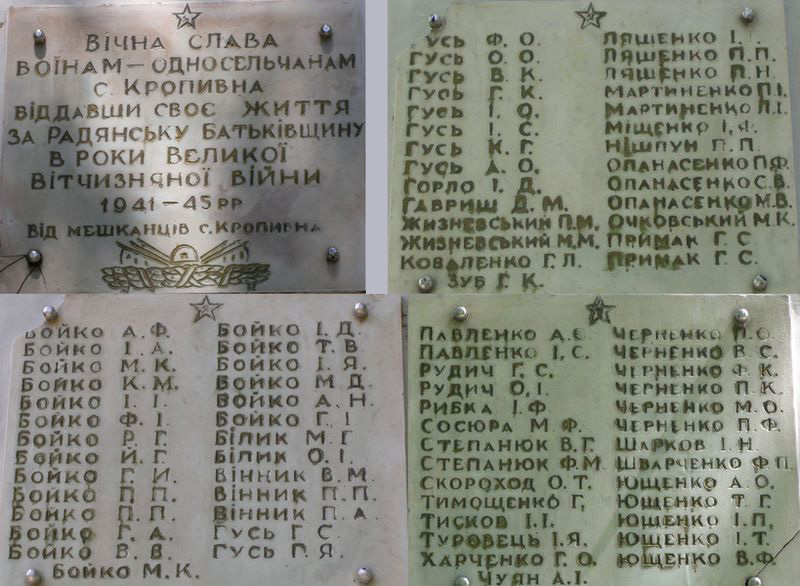 Вічна слава
воїнам — односельчанам
с. Кропивна
віддавши своє життя
за Радянську Батьківщину
в роки Великої
Вітчизняної війни
1941–45 рр
Від мешканців с. Кропивна
Гусь Ф. О.
Гусь О. О.
Гусь В. К.
Гусь Г. К.
Гусь І. О.
Гусь І. С.
Гусь К. Г.
Гусь А. О.
Горло І. Д.
Гавриш Д. М.
Жизневський П.И.
Жизневський М.М.
Коваленко Г. Л.
Зуб Г. К.
Лященко І. Г.
Лященко П. П.
Лященко П. Н
Мартиненко П.І.
Мартиненко П.І.
Міщенко І. Ф.
Нішпун П. П.
Опанасенко П.Ф.
Опанасенко С.В.
Опанасенко М.В.
Очковський М.К.
Примак Г. С.
Примак Г. С.
Бойко А. Ф.
Бойко І. А.
Бойко М. К.
Бойко К. М.
Бойко І. І.
Бойко Ф. І.
Бойко Р. Г.
Бойко Й. Г
Бойко Г. И.
Бойко П П.
Бойко П. П.
Бойко Г. А.
Бойко В. В.
Бойко М. К.
Бойко І. Д.
Бойко Т. В
Бойко І. Я.
Бойко М. Д.
Бойко А. Н.
Бойко Г. І
Білик М. Г
Білик О. І.
Вінник В. М.
Вінник П. П.
Вінник П. А
Гусь Г. С.
Гусь Г. Я.
Павленко А. Є.
Павленко І. С.
Рудич Г. С.
Рудич О. І
Рибка І. Ф
Сосюра М. Ф.
Степанюк В. Г.
Степанюк Ф. М.
Скороход О. Т.
Тимощенко Г.
Тисков І. І.
Туровець І. Я.
Харченко Г. О.
Чуян А. І.
Черненко П. О.
Черненко В. С.
Черненко Ф. К.
Черненко П. К.
Черненко М. О.
Черненко П. Ф.
Шарков І. Н.
Шварченко Ф П.
Ющенко А. О.
Ющенко Т. Г.
Ющенко І. П.
Ющенко І. Т.
Ющенко В. Ф.